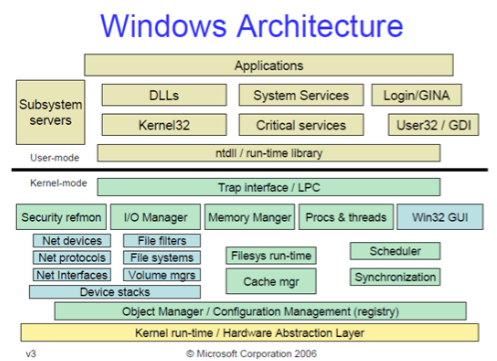 Windows Architecture
Applications
Subsystem
servers
DLLs
System Services
Login/GINA
Kernel32
Critical services
User32 / GDI
ntdll / run-time library
User-mode
Kernel-mode
Trap interface / LPC
Security refmon
I/O Manager
Memory Manger
Procs & threads
Win32 GUI
Net devices
File filters
Net protocols
File systems
Net Interfaces
Volume mgrs
Device stacks
Filesys run-time
Cache mgr
Scheduler
Synchronization
Object Manager / Configuration Management (registry)
Kernel run-time / Hardware Abstraction Layer
v3
© Microsoft Corporation 2006